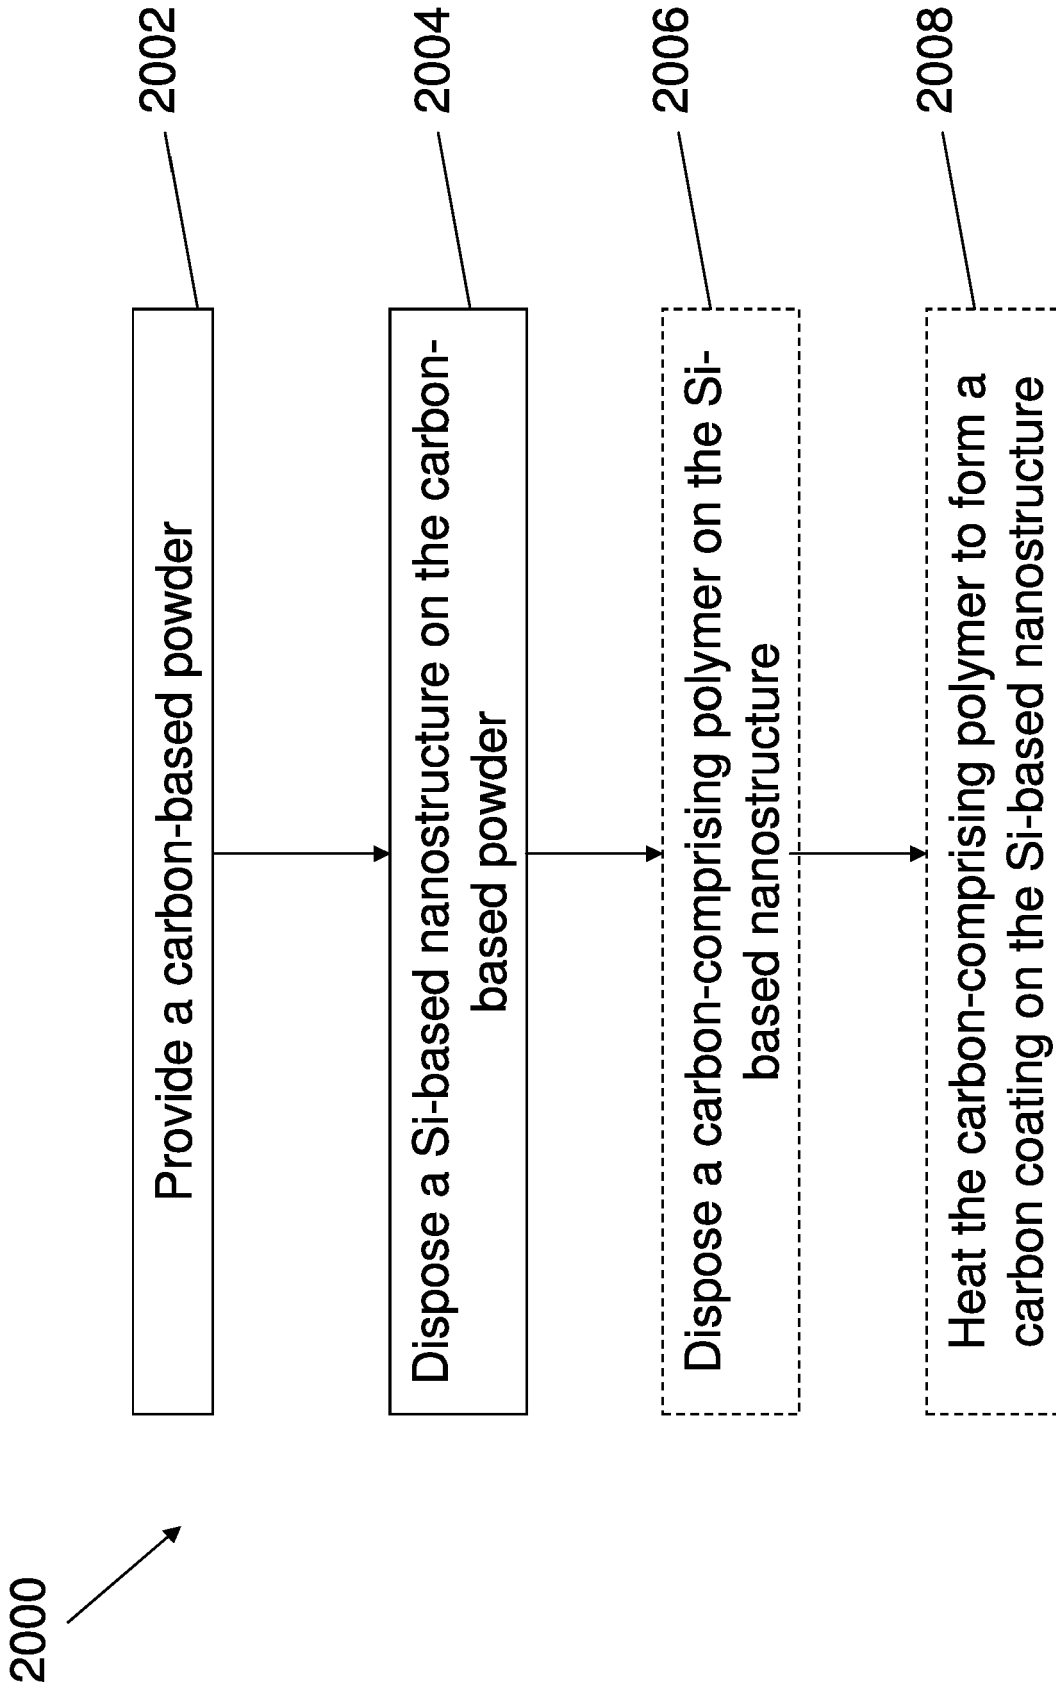 2000
Provide a carbon-based powder
2002
Dispose a Si-based nanostructure on the carbon-
based powder
2004
Dispose a carbon-comprising polymer on the Si-
based nanostructure
2006
Heat the carbon-comprising polymer to form a
carbon coating on the Si-based nanostructure
2008